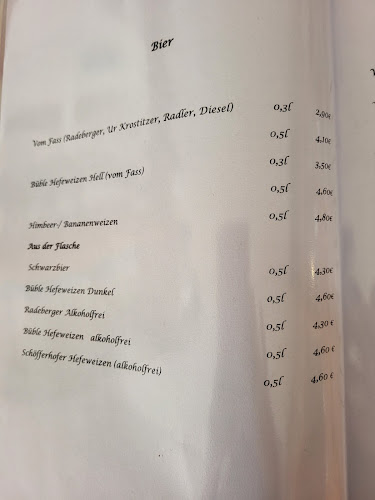 Bier
Vom Fass (Radeberger, Ur Krostitzer, Radler, Diesel) 0,3l 2,90€
0,5l 4,10€
Büble Hefeweizen Hell (vom Fass) 0,3l 3,50€
0,5l 4,60€
Himbeer-/ Bananenweizen 0,5l 4,80€
Aus der Flasche
Schwarzbier 0,5l 4,30€
Büble Hefeweizen Dunkel 0,5l 4,60€
Radeberger Alkoholfrei 0,5l 4,30 €
Büble Hefeweizen alkoholfrei 0,5l 4,60 €
Schöfferhofer Hefeweizen (alkoholfrei) 0,5l 4,60 €